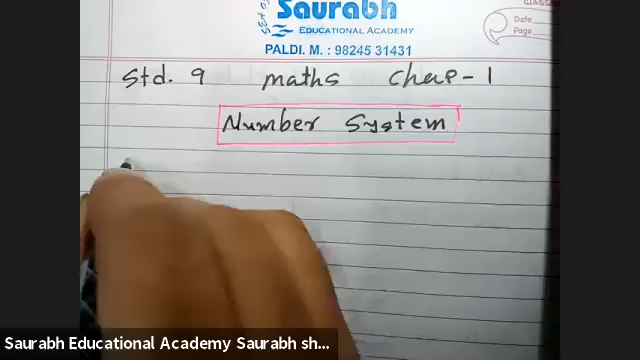 Saurabh
EDUCATIONAL ACADEMY
PALDI. M. : 98245 31431
Date
Page
Std. 9 maths Chap-1
Number System
Saurabh Educational Academy Saurabh sh...